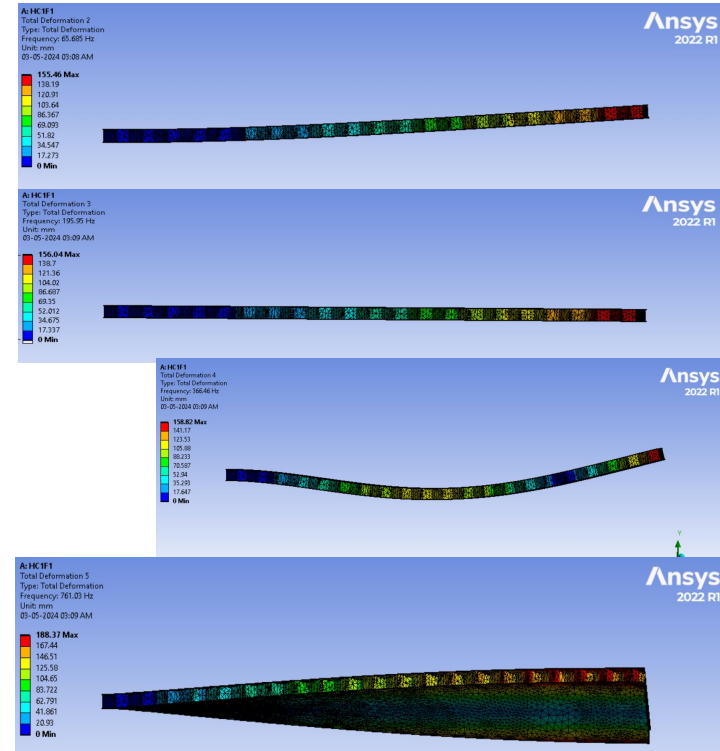 A: HC1F1
Total Deformation 2
Type: Total Deformation
Frequency: 65.685 Hz
Unit: mm
03-05-2024 03:08 AM
155.46 Max
138.19
120.91
103.64
86.367
69.093
51.82
34.547
17.273
0 Min
Ansys
2022 R1
A: HC1F1
Total Deformation 3
Type: Total Deformation
Frequency: 195.95 Hz
Unit: mm
03-05-2024 03:09 AM
156.04 Max
138.7
121.36
104.02
86.687
69.35
52.012
34.675
17.337
0 Min
Ansys
2022 R1
A: HC1F1
Total Deformation 4
Type: Total Deformation
Frequency: 366.46 Hz
Unit: mm
03-05-2024 03:09 AM
158.82 Max
141.17
123.53
105.88
88.233
70.587
52.94
35.293
17.647
0 Min
Ansys
2022 R1
Y
A: HC1F1
Total Deformation 5
Type: Total Deformation
Frequency: 761.03 Hz
Unit: mm
03-05-2024 03:09 AM
188.37 Max
167.44
146.51
125.58
104.65
83.722
62.791
41.861
20.93
0 Min
Ansys
2022 R1